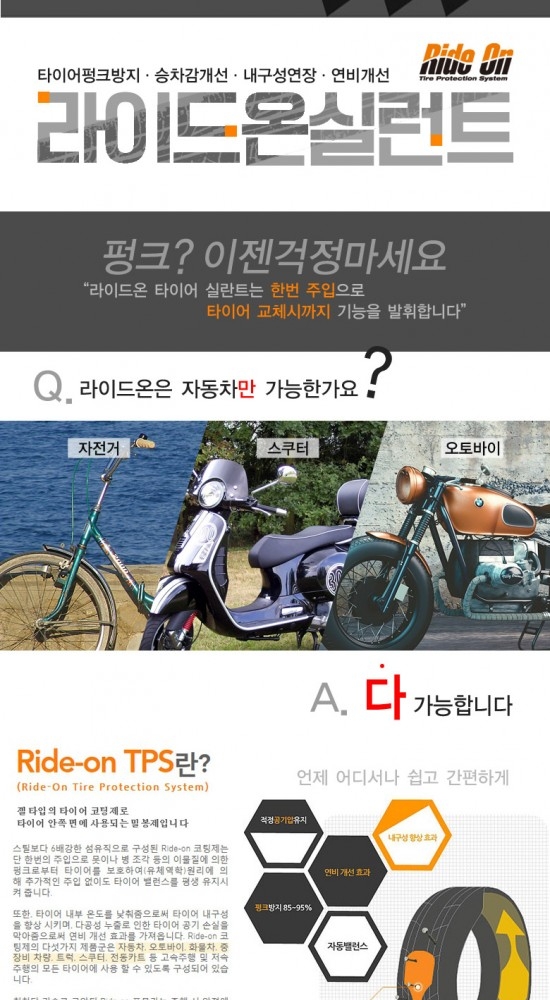 Ride On
Tire Protection System
타이어펑크방지 · 승차감개선 · 내구성연장 · 연비개선
라이드온실런트
펑크? 이젠걱정마세요
“라이드온 타이어 실란트는 한번 주입으로
타이어 교체시까지 기능을 발휘합니다”
Q. 라이드온은 자동차만 가능한가요?
자전거
스쿠터
오토바이
A. 다 가능합니다
Ride-on TPS란?
(Ride-On Tire Protection System)
겔 타입의 타이어 코팅제로
타이어 안쪽 면에 사용되는 밀봉제입니다
스틸보다 6배강한 섬유직으로 구성된 Ride-on 코팅제는
단 한번의 주입으로 못이나 병 조각 등의 이물질에 의한
펑크로부터 타이어를 보호하여(유체역학)원리에 의
해 추가적인 주입 없이도 타이어 밸런스를 평생 유지시
켜 줍니다.
또한, 타이어 내부 온도를 낮춰줌으로써 타이어 내구성
을 향상 시키며, 다공성 누출로 인한 타이어 공기 손실을
막아줌으로써 연비 개선 효과를 가져옵니다. Ride-on 코
팅제의 다섯가지 제품군은 자동차, 오토바이, 화물차, 중
장비 차량, 트럭, 스쿠터, 전동카트 등 고속주행 및 저속
주행의 모든 타이어에 사용 할 수 있도록 구성되어 있습
니다.
언제 어디서나 쉽고 간편하게
적정공기압유지
내구성 향상 효과
연비 개선 효과
펑크방지 85~95%
자동밸런스